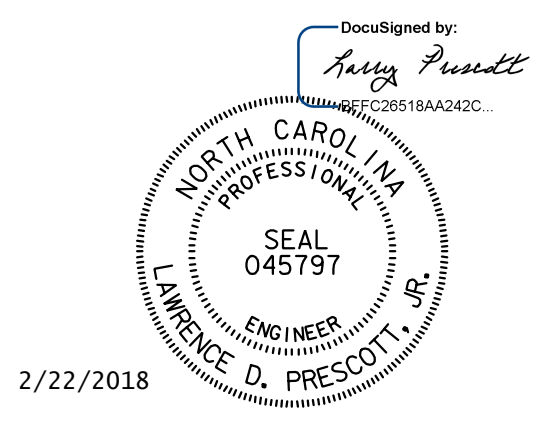 DocuSigned by:
Larry Prescott
BFFC26518AA242C...
NORTH CAROLINA
PROFESSIONAL
SEAL
045797
ENGINEER
LAWRENCE D. PRESCOTT, JR.
2/22/2018